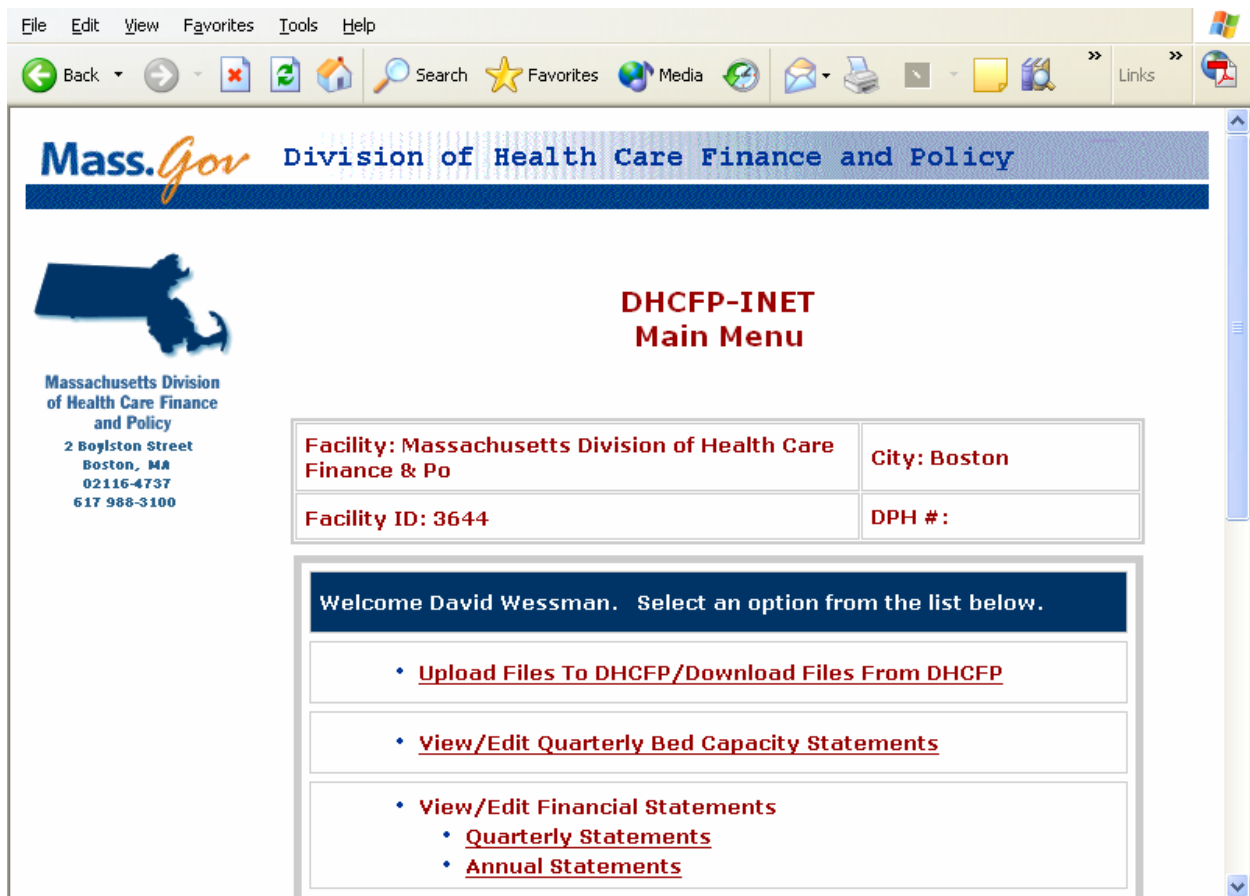 File Edit View Favorites Tools Help
Back Search Favorites Media » Links »
Mass.Gov Division of Health Care Finance and Policy
Massachusetts Division
of Health Care Finance
and Policy
2 Boylston Street
Boston, MA
02116-4737
617 988-3100
DHCFP-INET
Main Menu
Facility: Massachusetts Division of Health Care
Finance & Po
City: Boston
Facility ID: 3644
DPH #:
Welcome David Wessman. Select an option from the list below.
• Upload Files To DHCFP/Download Files From DHCFP
• View/Edit Quarterly Bed Capacity Statements
• View/Edit Financial Statements
• Quarterly Statements
• Annual Statements